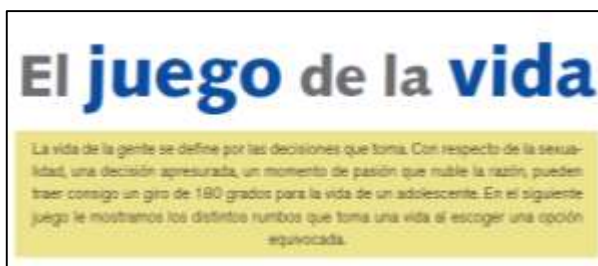 El juego de la vida
La vida de la gente se define por las decisiones que toma. Con respecto de la sexua-
lidad, una decisión apresurada, un momento de pasión que nuble la razón, pueden
traer consigo un giro de 180 grados para la vida de un adolescente. En el siguiente
juego le mostramos los distintos rumbos que toma una vida al escoger una opción
equivocada.